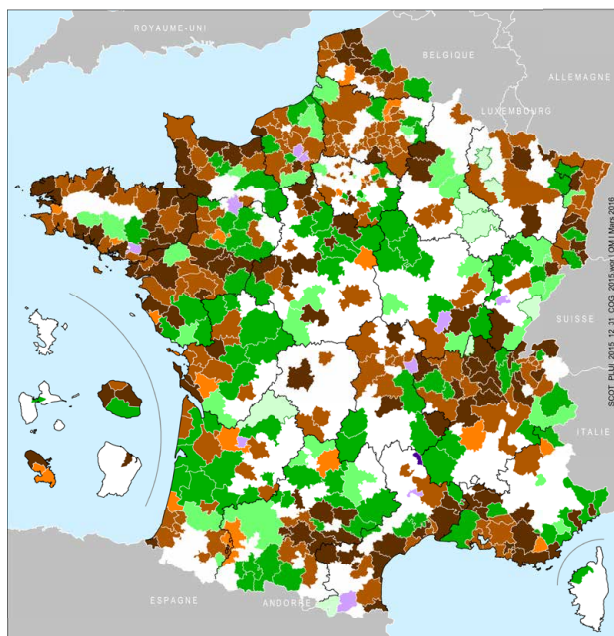 ROYAUME-UNI
BELGIQUE
ALLEMAGNE
LUXEMBOURG
SUISSE
ITALIE
ESPAGNE
ANDORRE
SCOT_PLUI_2015_12_31_COG_2015.wor | OM | Mars 2016